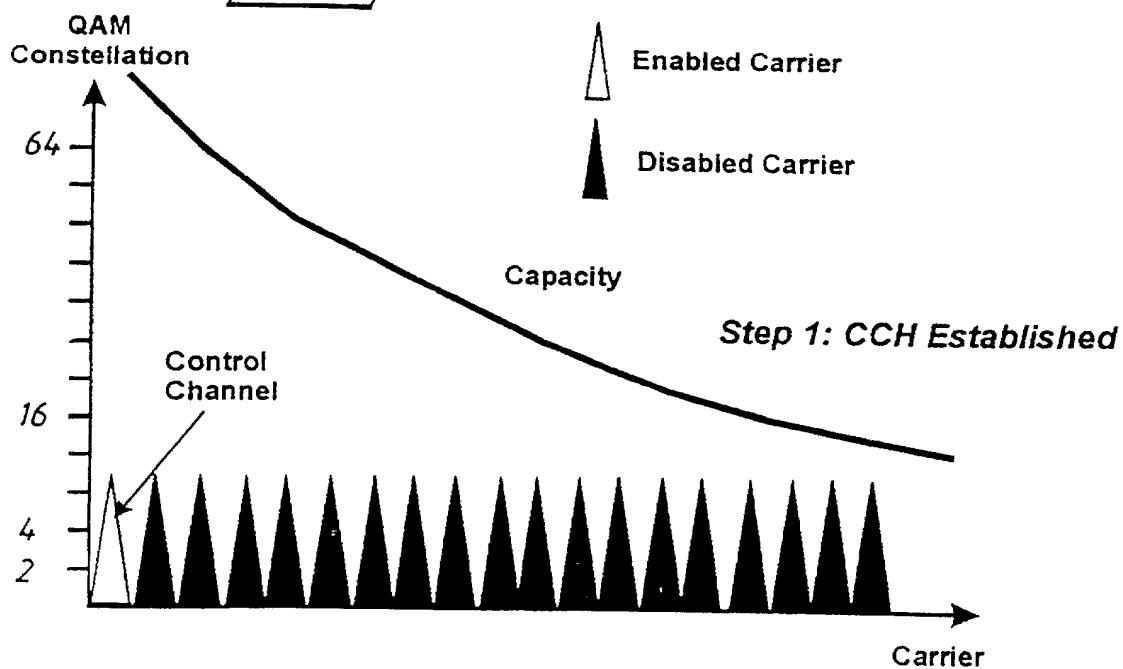 QAM
Constellation
Enabled Carrier
64
Disabled Carrier
Capacity
Step 1: CCH Established
Control
Channel
16
4
2
Carrier